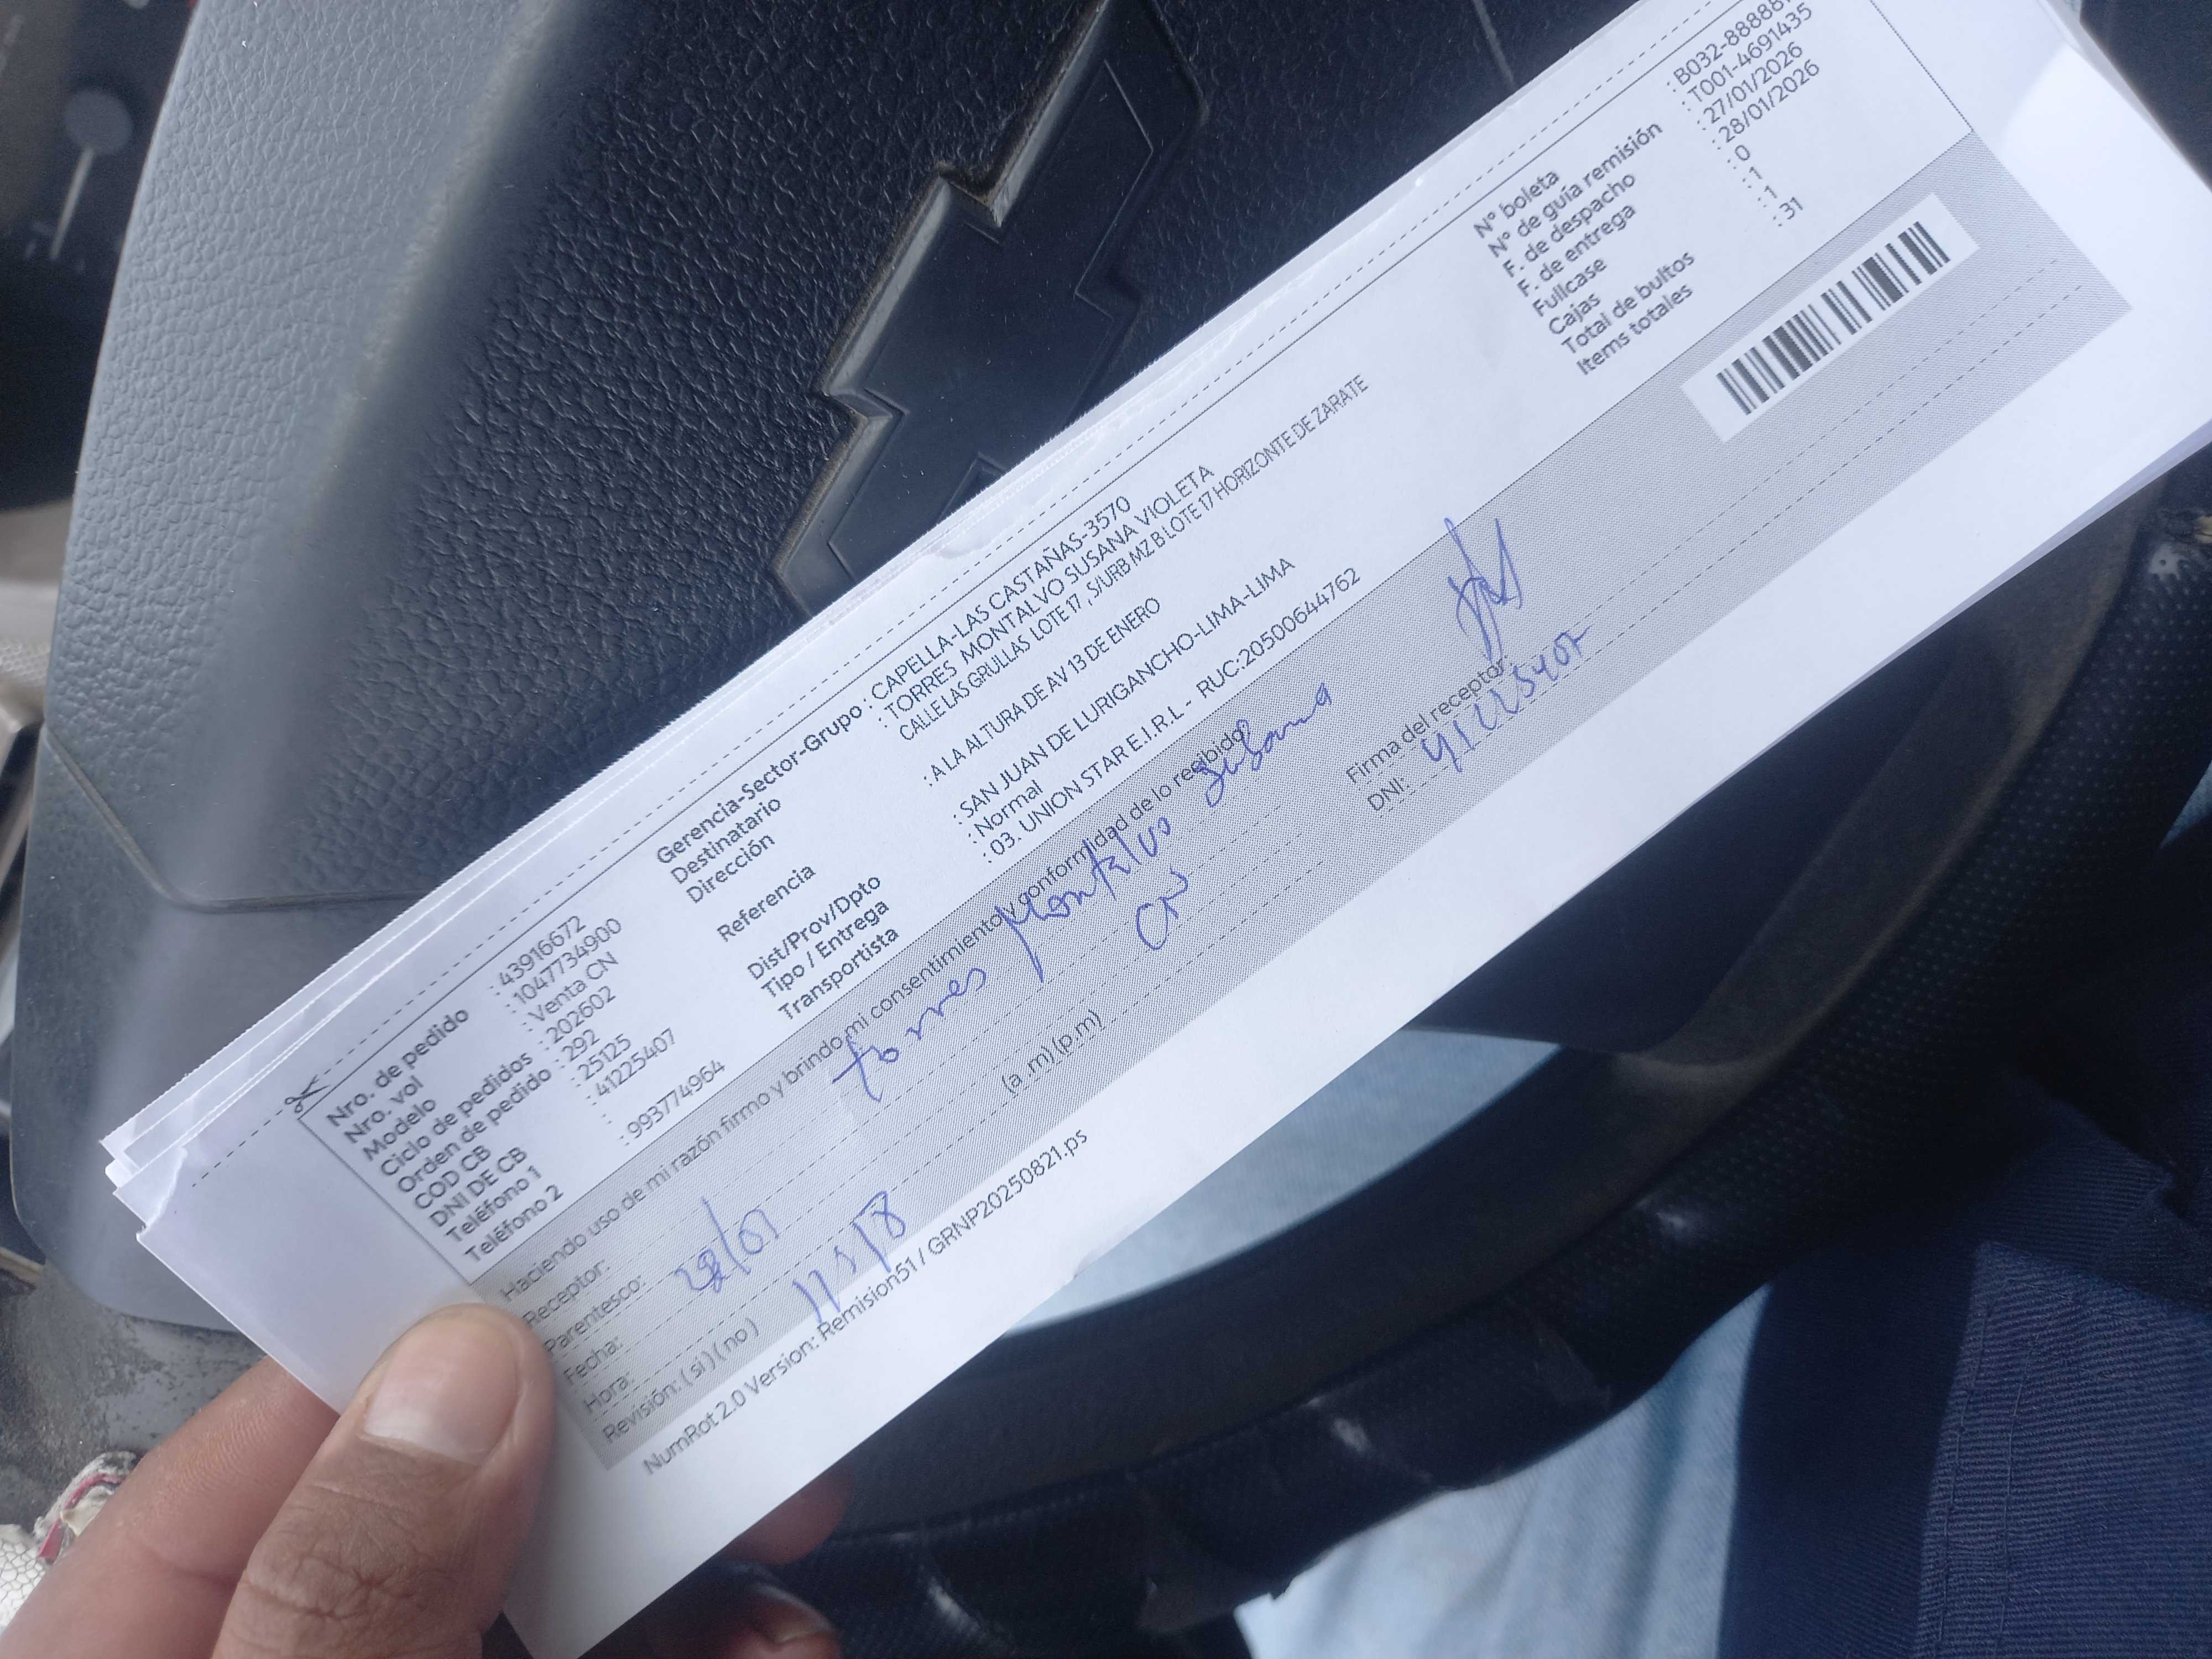 Nro. de pedido : 43916672
Nro. vol : 1047734900
Modelo : Venta CN
Ciclo de pedidos : 202602
Orden de pedido : 292
COD CB : 25125
DNI DE CB : 41225407
Teléfono 1
Teléfono 2 : 993774964
Gerencia-Sector-Grupo : CAPELLA-LAS CASTAÑAS-3570
Destinatario : TORRES MONTALVO SUSANA VIOLETA
Dirección CALLE LAS GRULLAS LOTE 17 , S/URB MZ B LOTE 17 HORIZONTE DE ZARATE
Referencia : A LA ALTURA DE AV 13 DE ENERO
Dist/Prov/Dpto : SAN JUAN DE LURIGANCHO-LIMA-LIMA
Tipo / Entrega : Normal
Transportista : 03. UNION STAR E.I.R.L - RUC:20500644762
N° boleta : B032-88888
N° de guía remisión : T001-4691435
F. de despacho : 27/01/2026
F. de entrega : 28/01/2026
Fullcase : 0
Cajas : 1
Total de bultos : 1
Items totales : 31
Haciendo uso de mi razón firmo y brindo mi consentimiento y conformidad de lo recibido
Receptor: Torres Montalvo Susana
Parentesco: CN
Fecha: 28/01
Hora: (a. m) (p.m)
Revisión: ( si ) ( no )
Firma del receptor:
DNI: 41225407
NumRot 2.0 Version: Remision51 / GRNP20250821.ps